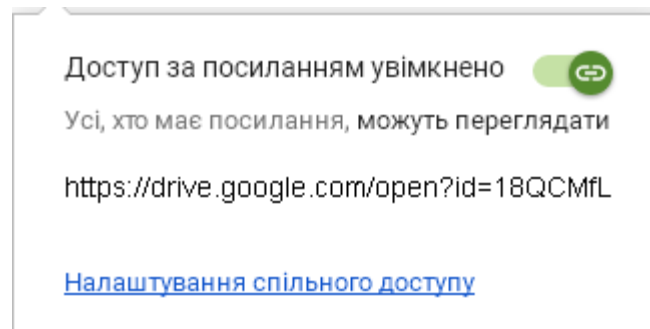 Доступ за посиланням увімкнено
Усі, хто має посилання, можуть переглядати
https://drive.google.com/open?id=18QCMfL
Налаштування спільного доступу